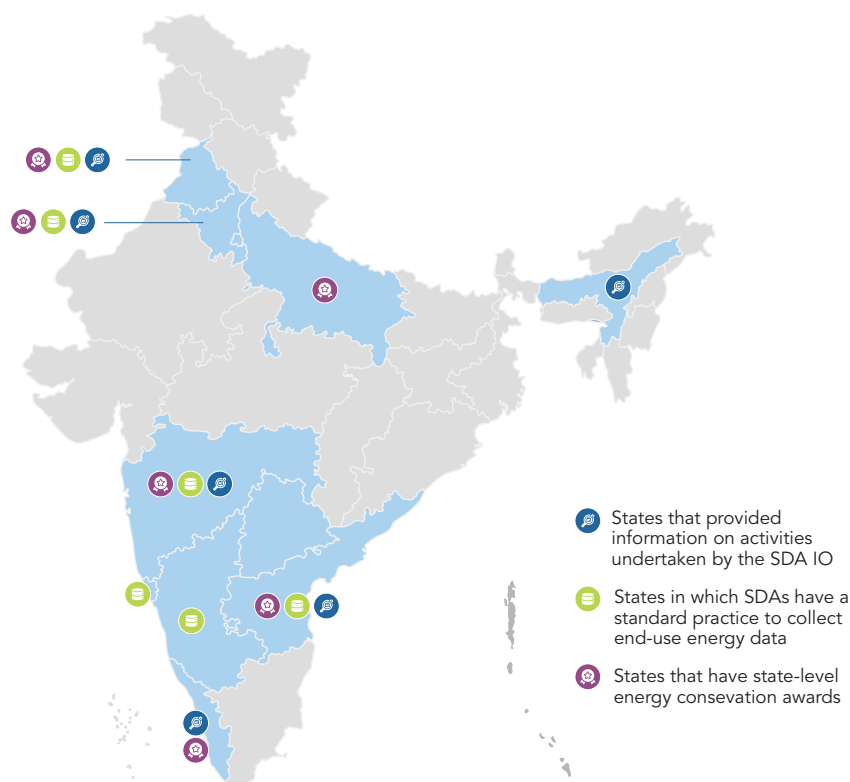 States that provided
information on activities
undertaken by the SDA IO
States in which SDAs have a
standard practice to collect
end-use energy data
States that have state-level
energy consevation awards